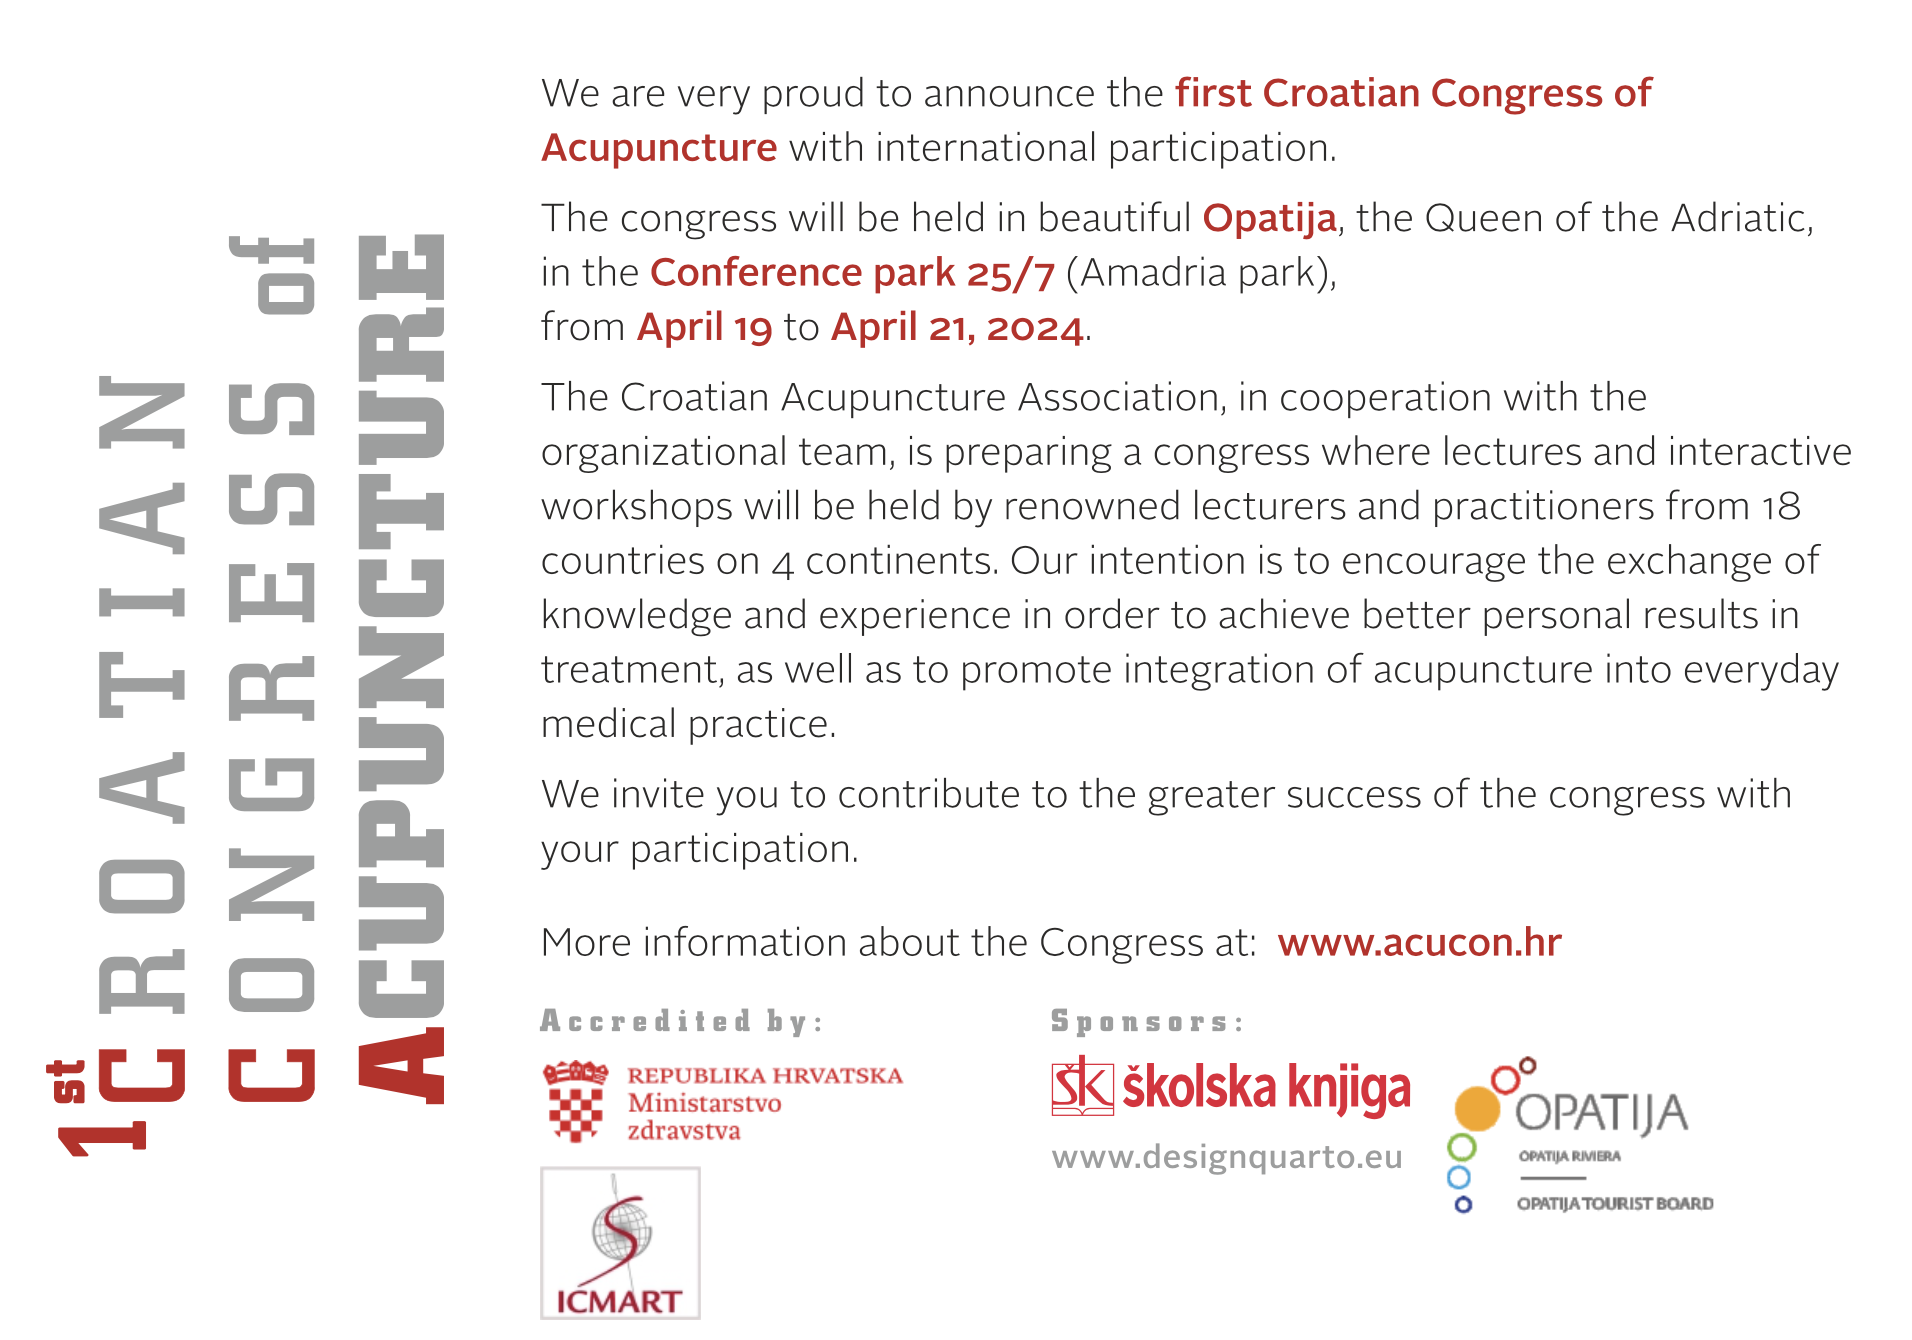 1st CROATIAN
CONGRESS of
ACUPUNCTURE
We are very proud to announce the first Croatian Congress of
Acupuncture with international participation.
The congress will be held in beautiful Opatija, the Queen of the Adriatic,
in the Conference park 25/7 (Amadria park),
from April 19 to April 21, 2024.
The Croatian Acupuncture Association, in cooperation with the
organizational team, is preparing a congress where lectures and interactive
workshops will be held by renowned lecturers and practitioners from 18
countries on 4 continents. Our intention is to encourage the exchange of
knowledge and experience in order to achieve better personal results in
treatment, as well as to promote integration of acupuncture into everyday
medical practice.
We invite you to contribute to the greater success of the congress with
your participation.
More information about the Congress at: www.acucon.hr
Accredited by:
REPUBLIKA HRVATSKA
Ministarstvo
zdravstva
ICMART
Sponsors:
ŠK školska knjiga
www.designquarto.eu
OPATIJA
OPATIJA RIVIERA
OPATIJA TOURIST BOARD